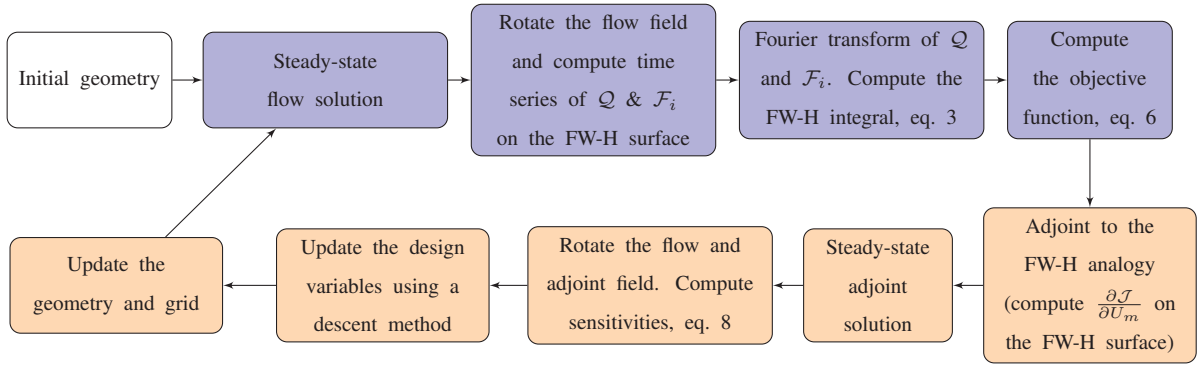 Initial geometry
Steady-state
flow solution
Rotate the flow field
and compute time
series of 𝒬 & ℱᵢ
on the FW-H surface
Fourier transform of 𝒬
and ℱᵢ. Compute the
FW-H integral, eq. 3
Compute
the objective
function, eq. 6
Adjoint to the
FW-H analogy
(compute ∂𝒥/∂Uₘ on
the FW-H surface)
Steady-state
adjoint
solution
Rotate the flow and
adjoint field. Compute
sensitivities, eq. 8
Update the design
variables using a
descent method
Update the
geometry and grid